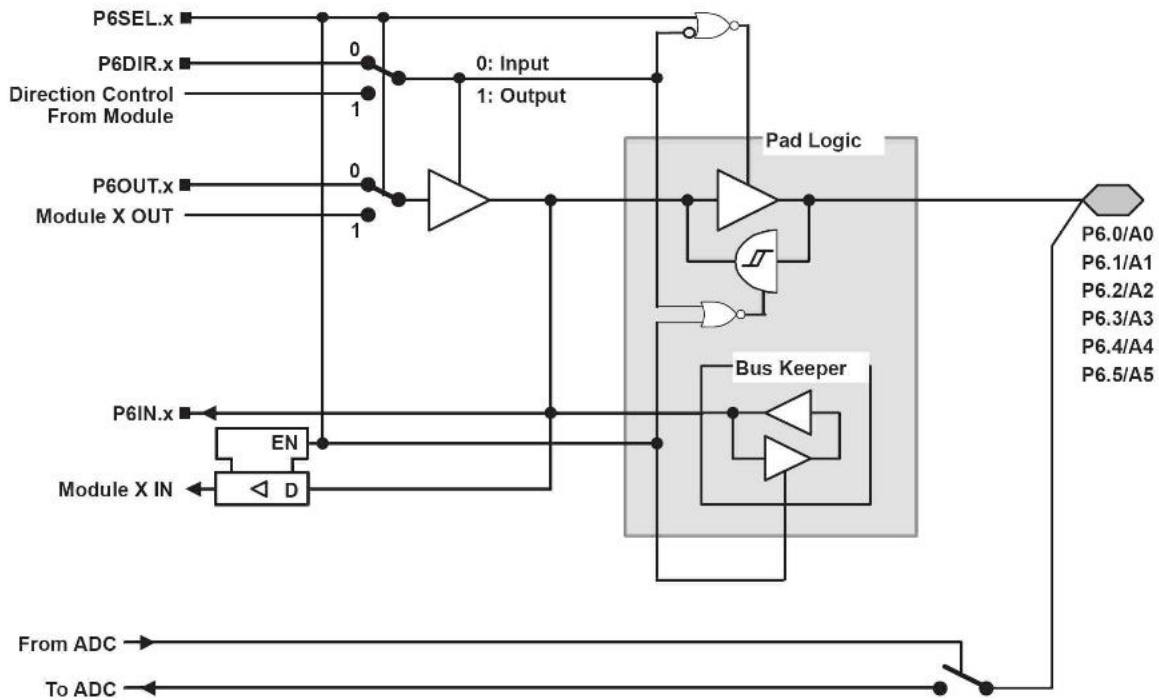 P6SEL.x
0
P6DIR.x
0: Input
Direction Control
From Module
1
1: Output
Pad Logic
0
P6OUT.x
Module X OUT
1
P6.0/A0
P6.1/A1
P6.2/A2
P6.3/A3
P6.4/A4
P6.5/A5
Bus Keeper
P6IN.x
EN
Module X IN
D
From ADC
To ADC